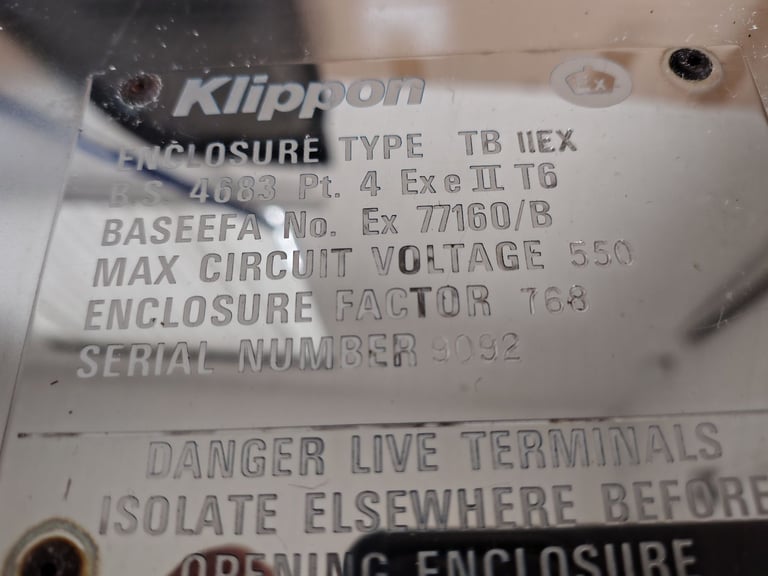 Klippon
Ex
ENCLOSURE TYPE TB IIEX
B.S. 4683 Pt. 4 Ex e II T6
BASEEFA No. Ex 77160/B
MAX CIRCUIT VOLTAGE 550
ENCLOSURE FACTOR 768
SERIAL NUMBER 9092
DANGER LIVE TERMINALS
ISOLATE ELSEWHERE BEFORE
OPENING ENCLOSURE